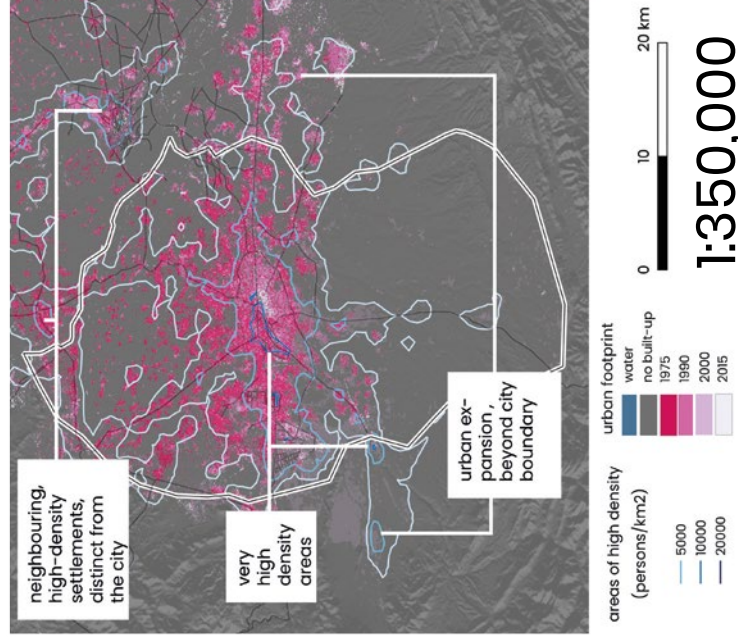 neighbouring,
high-density
settlements,
distinct from
the city
very
high
density
areas
urban ex-
pansion,
beyond city
boundary
areas of high density
(persons/km2)
5000
10000
20000
urban footprint
water
no built-up
1975
1990
2000
2015
0
10
20 km
1:350,000